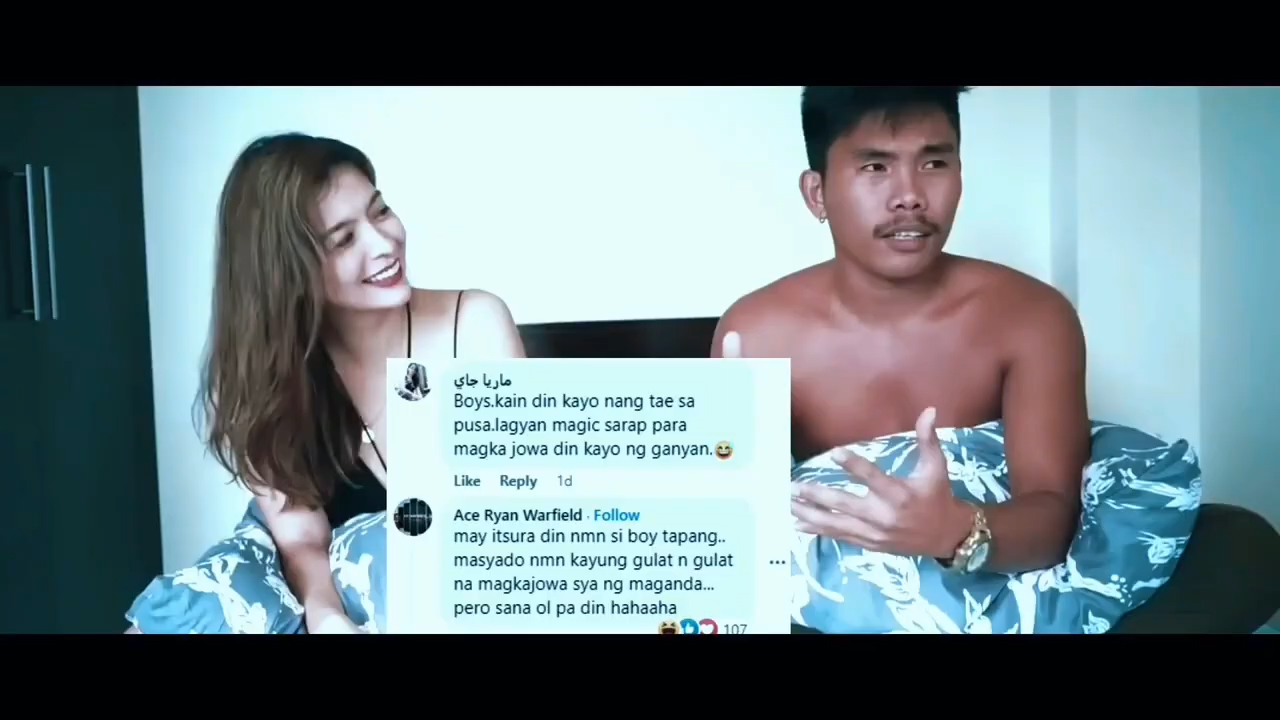 ماريا جاي
Boys.kain din kayo nang tae sa
pusa.lagyan magic sarap para
magka jowa din kayo ng ganyan.😅
Like Reply 1d
Ace Ryan Warfield · Follow
may itsura din nmn si boy tapang..
masyado nmn kayung gulat n gulat
na magkajowa sya ng maganda...
pero sana ol pa din hahaaha
107